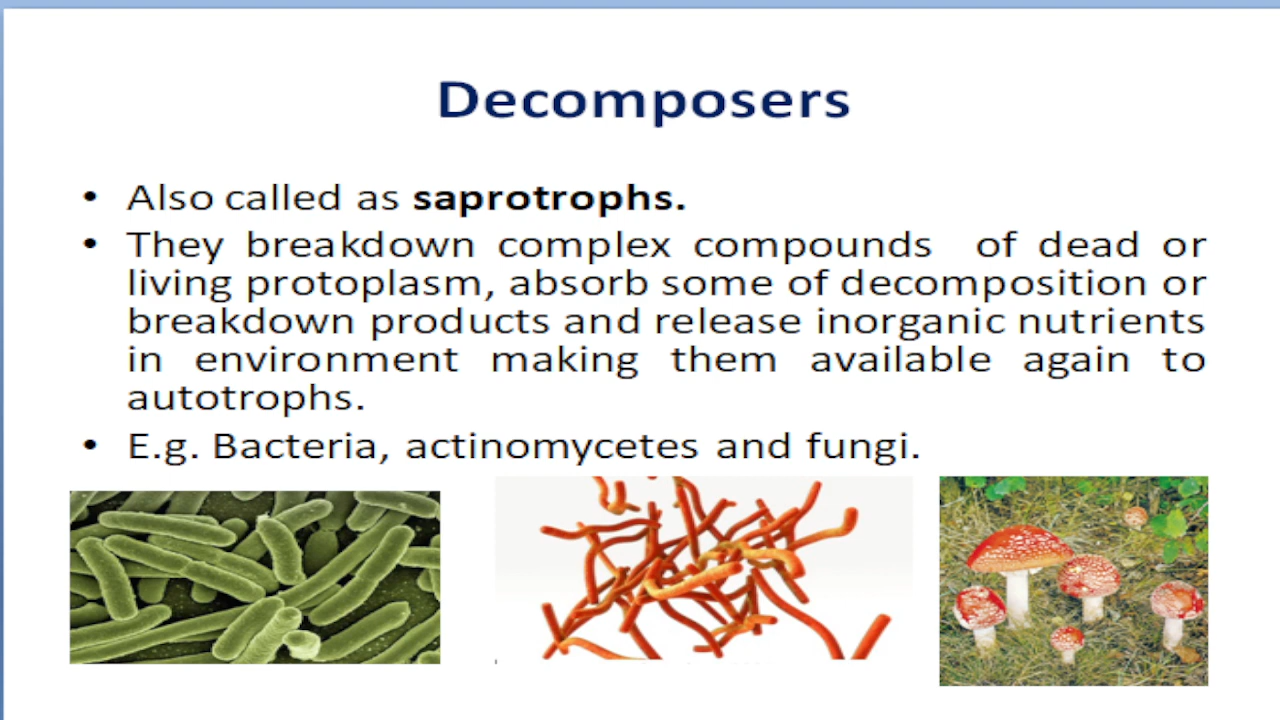 Decomposers
• Also called as saprotrophs.
• They breakdown complex compounds of dead or
living protoplasm, absorb some of decomposition or
breakdown products and release inorganic nutrients
in environment making them available again to
autotrophs.
• E.g. Bacteria, actinomycetes and fungi.